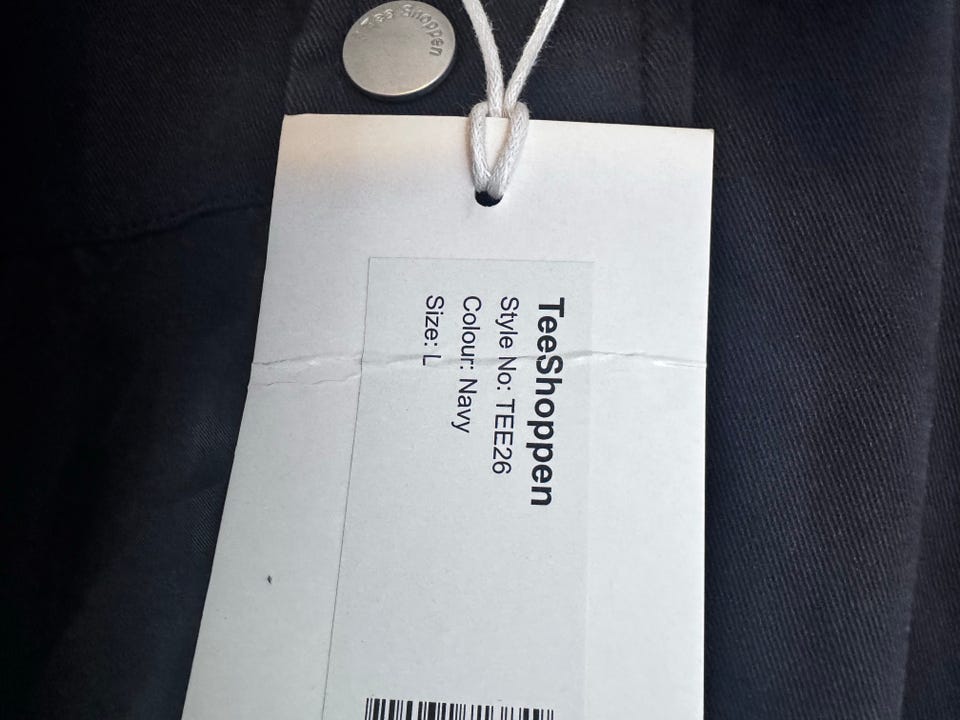 Tee Shoppen
TeeShoppen
Style No: TEE26
Colour: Navy
Size: L